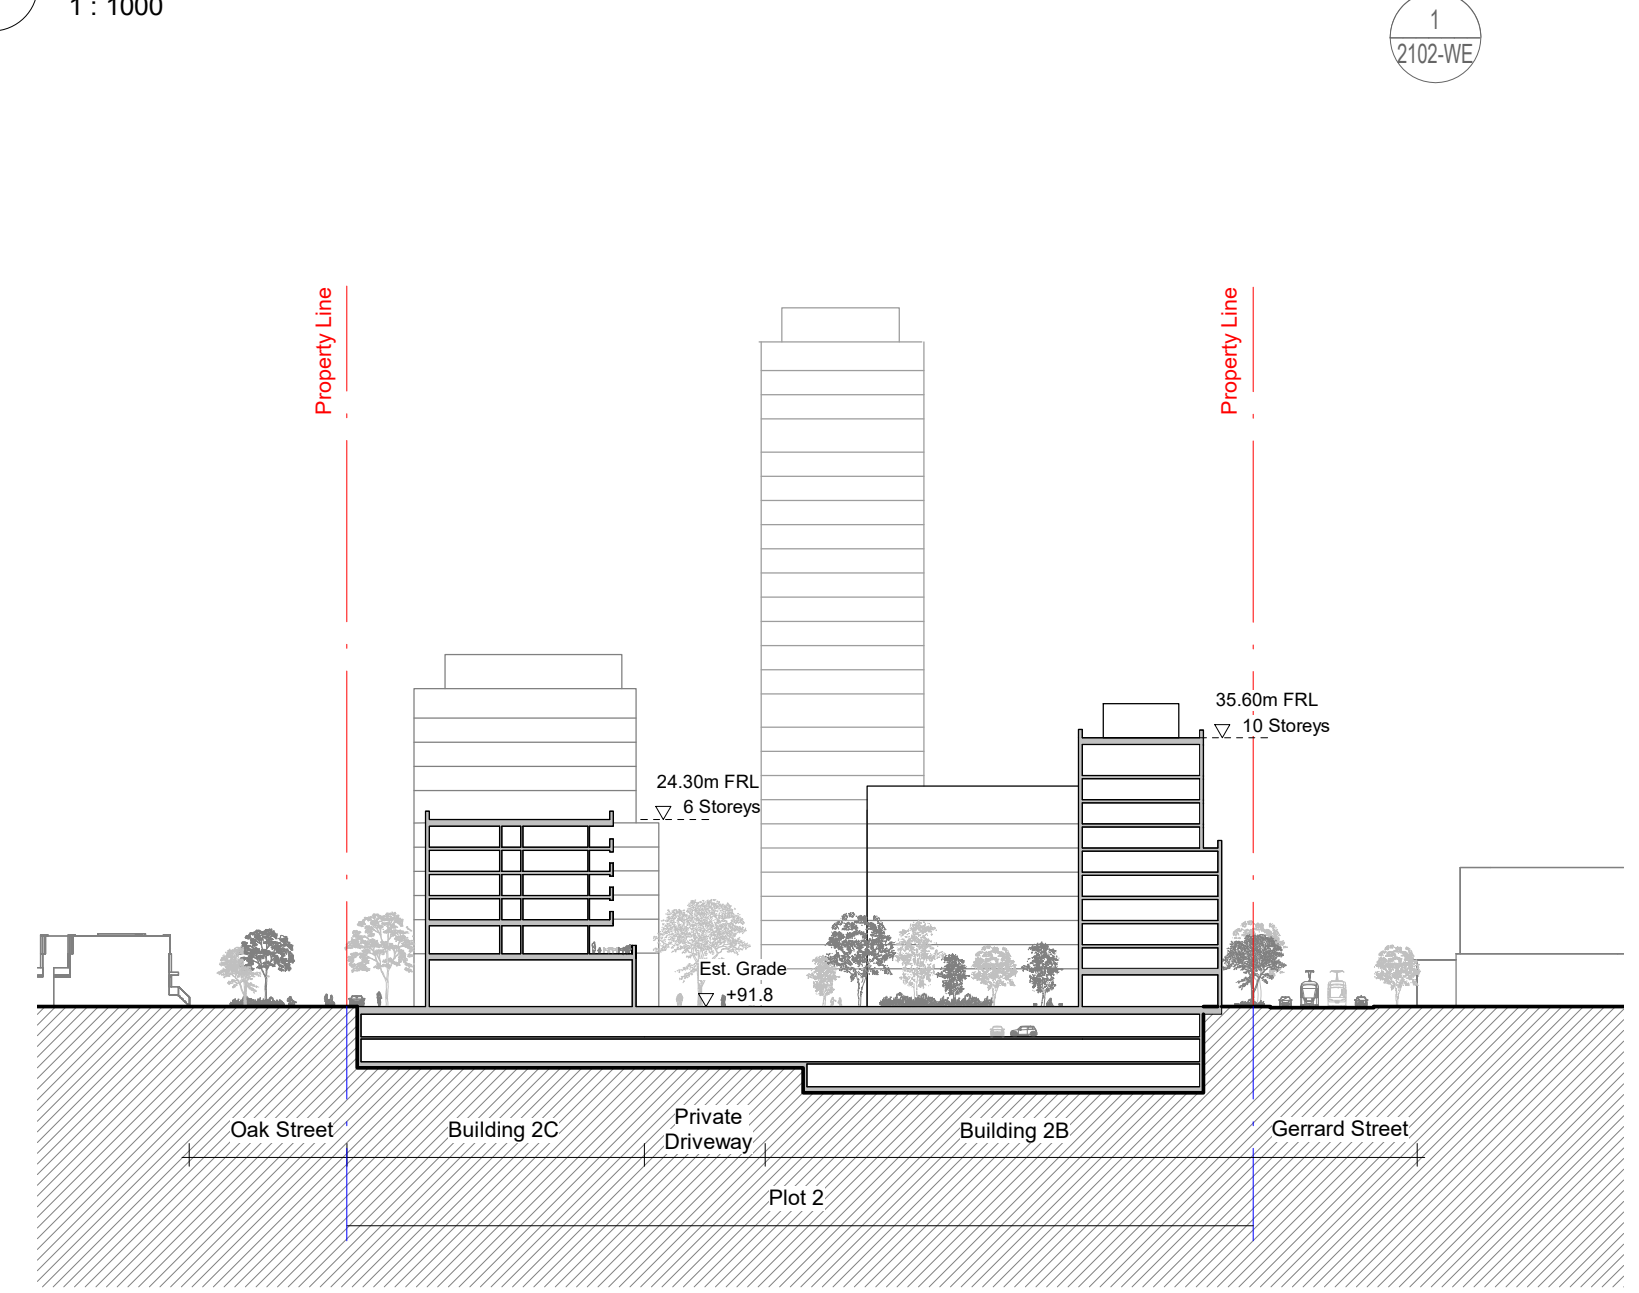 1 : 1000
1
2102-WE
Property Line
Property Line
35.60m FRL
10 Storeys
24.30m FRL
6 Storeys
Est. Grade
+91.8
Oak Street
Building 2C
Private
Driveway
Building 2B
Gerrard Street
Plot 2